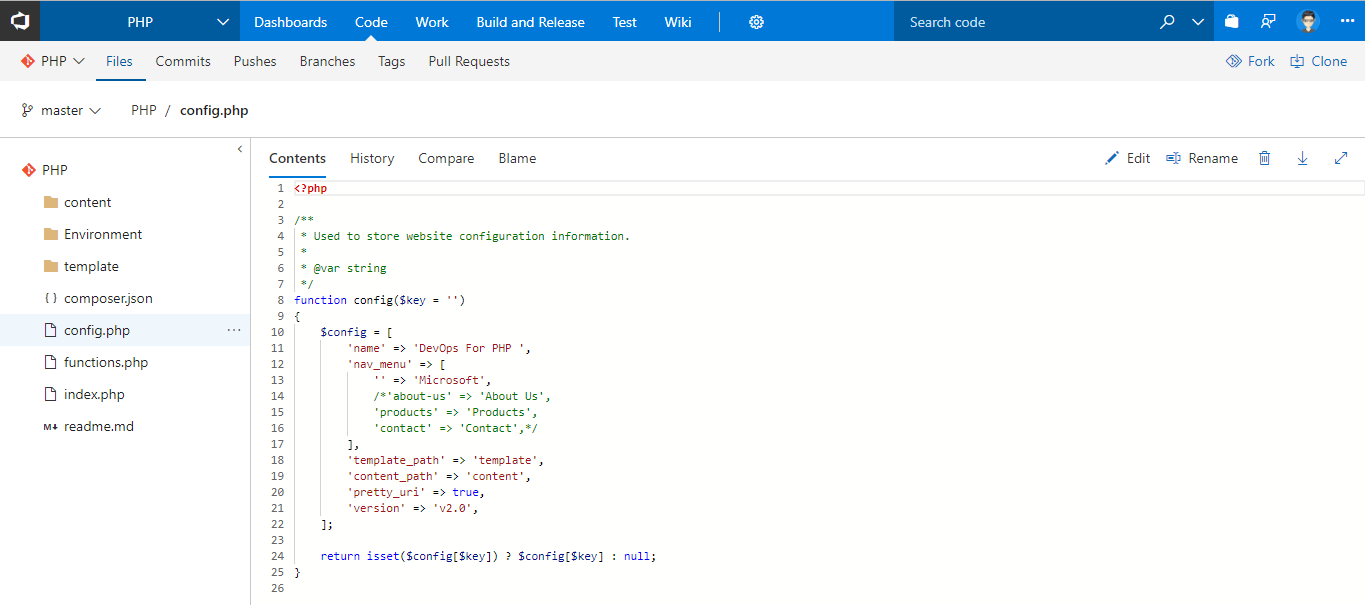 PHP Dashboards Code Work Build and Release Test Wiki Search code
PHP Files Commits Pushes Branches Tags Pull Requests Fork Clone
master PHP / config.php
PHP
content
Environment
template
{ } composer.json
config.php ...
functions.php
index.php
M↓ readme.md
Contents History Compare Blame Edit Rename
1 <?php
2
3 /**
4  * Used to store website configuration information.
5  *
6  * @var string
7  */
8 function config($key = '')
9 {
10     $config = [
11         'name' => 'DevOps For PHP ',
12         'nav_menu' => [
13             '' => 'Microsoft',
14             /*'about-us' => 'About Us',
15             'products' => 'Products',
16             'contact' => 'Contact',*/
17         ],
18         'template_path' => 'template',
19         'content_path' => 'content',
20         'pretty_uri' => true,
21         'version' => 'v2.0',
22     ];
23
24     return isset($config[$key]) ? $config[$key] : null;
25 }
26